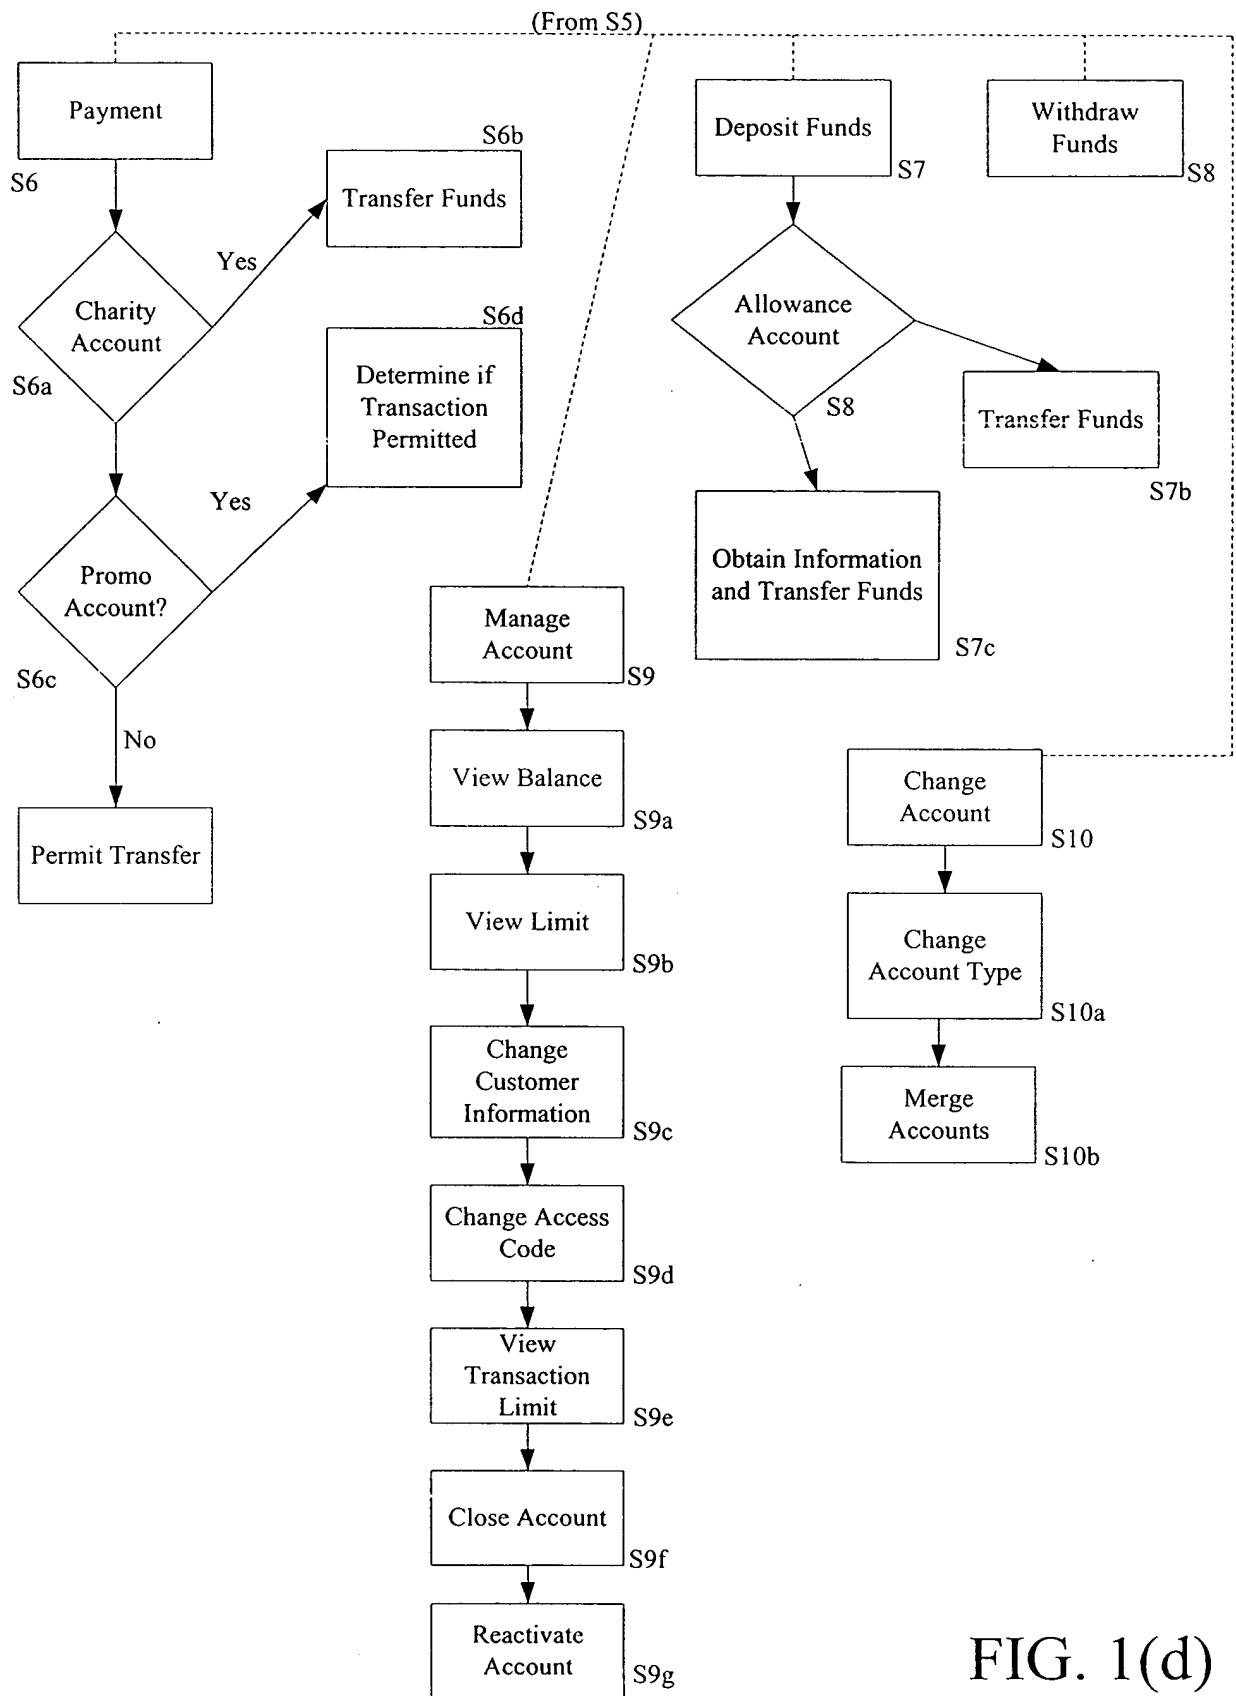 (From S5)
Payment
S6
Charity
Account
S6a
Yes
S6b
Transfer Funds
Promo
Account?
S6c
Yes
S6d
Determine if
Transaction
Permitted
No
Permit Transfer
Manage
Account
S9
View Balance
S9a
View Limit
S9b
Change
Customer
Information
S9c
Change Access
Code
S9d
View
Transaction
Limit
S9e
Close Account
S9f
Reactivate
Account
S9g
Deposit Funds
S7
Allowance
Account
S8
Transfer Funds
S7b
Obtain Information
and Transfer Funds
S7c
Withdraw
Funds
S8
Change
Account
S10
Change
Account Type
S10a
Merge
Accounts
S10b
FIG. 1(d)